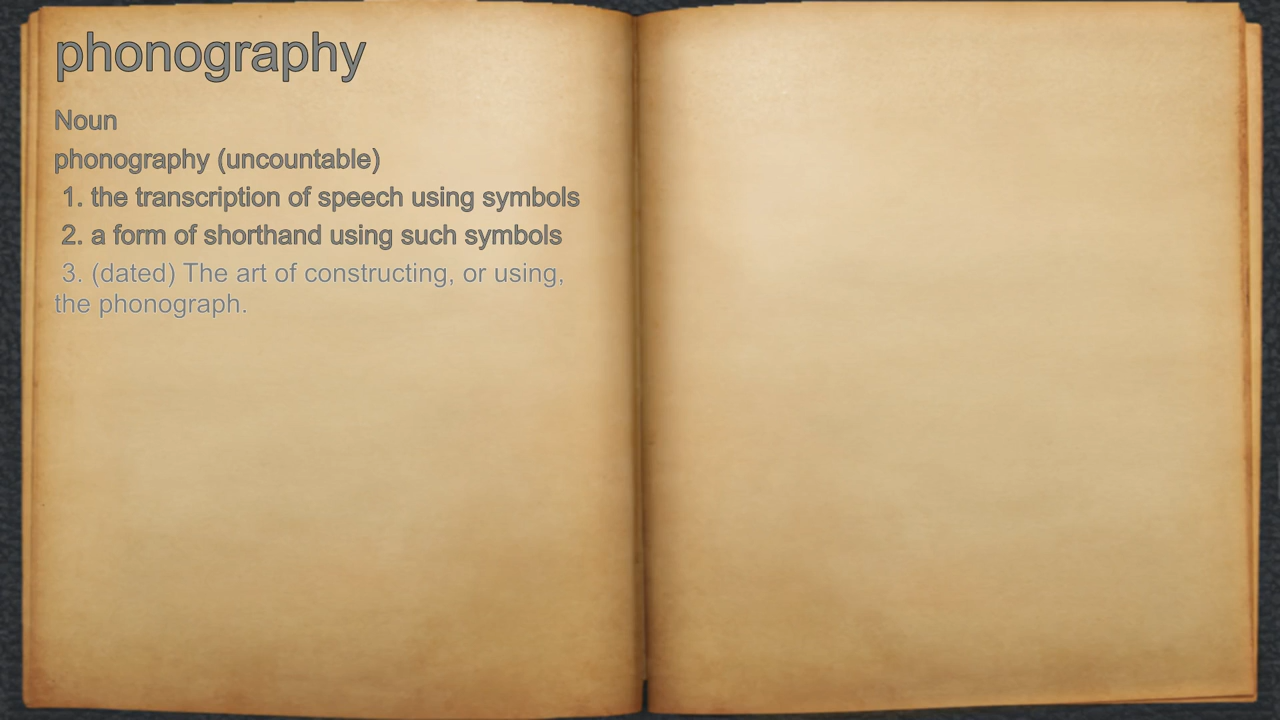 phonography
Noun
phonography (uncountable)
1. the transcription of speech using symbols
2. a form of shorthand using such symbols
3. (dated) The art of constructing, or using,
the phonograph.